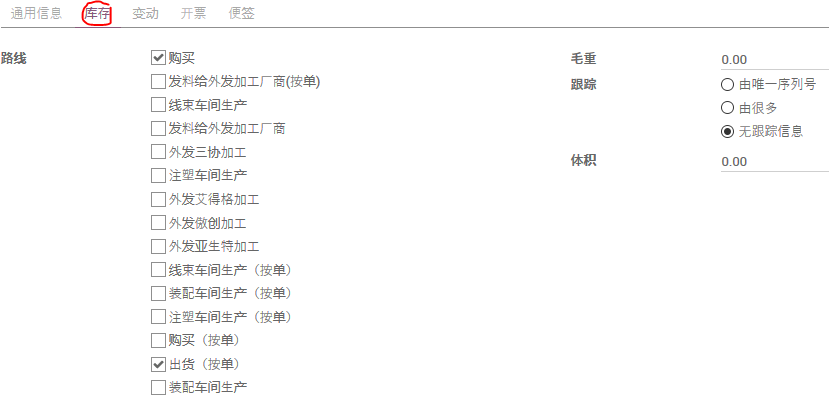 通用信息 库存 变动 开票 便签
路线
购买
发料给外发加工厂商(按单)
线束车间生产
发料给外发加工厂商
外发三协加工
注塑车间生产
外发艾得格加工
外发傲创加工
外发亚生特加工
线束车间生产（按单）
装配车间生产（按单）
注塑车间生产（按单）
购买（按单）
出货（按单）
装配车间生产
毛重 0.00
跟踪
由唯一序列号
由很多
无跟踪信息
体积 0.00